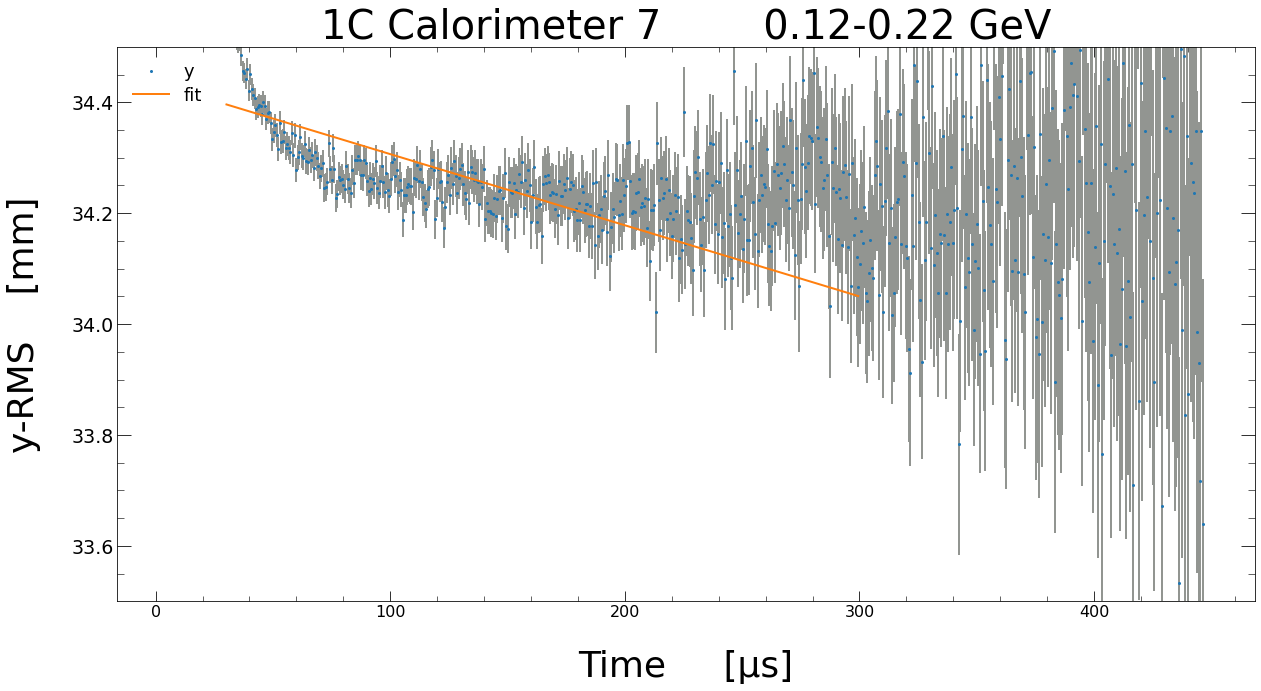 1C Calorimeter 7 0.12-0.22 GeV
y
fit
34.4
34.2
34.0
33.8
33.6
y-RMS [mm]
0 100 200 300 400
Time [µs]